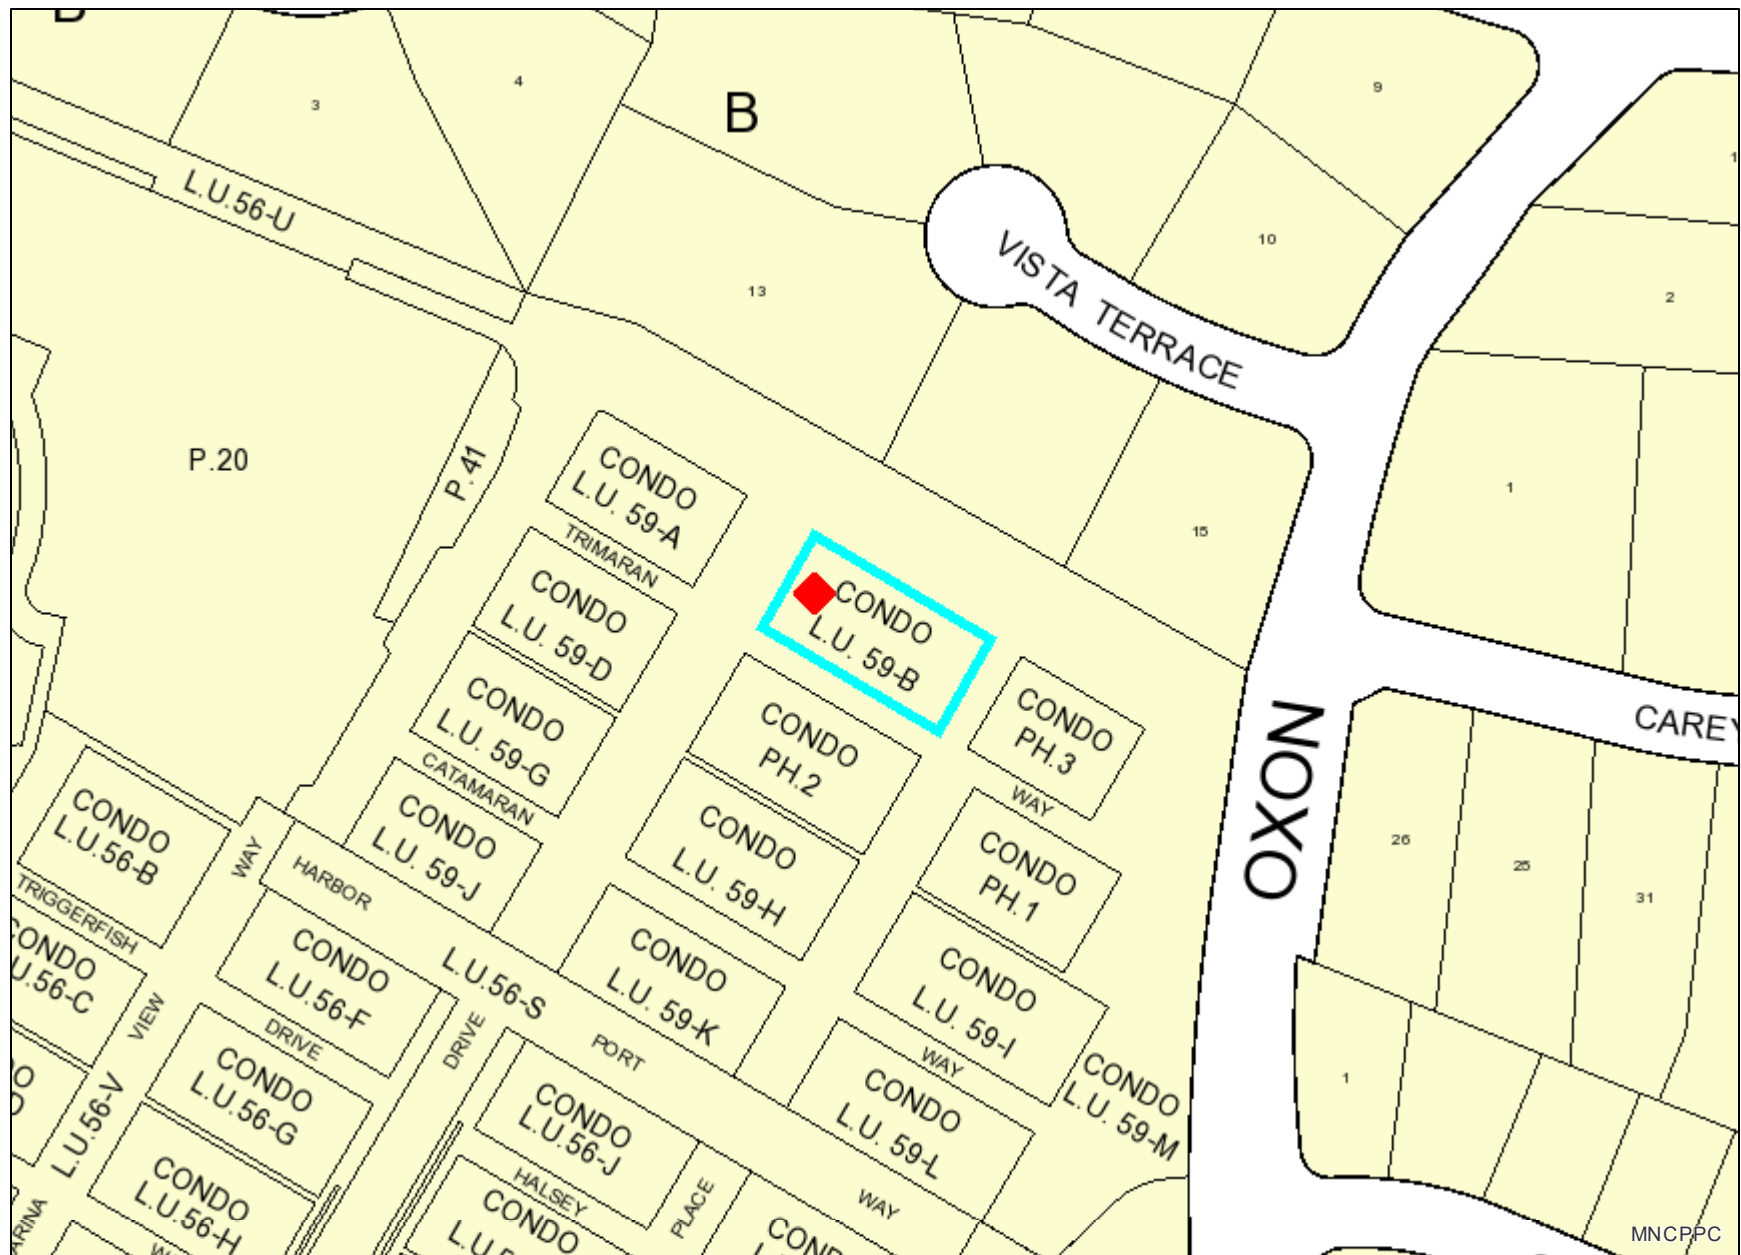 B
3
4
9
L.U.56-U
10
VISTA TERRACE
13
2
P.20
P. 41
CONDO
L.U. 59-A
TRIMARAN
15
1
CONDO
L.U. 59-D
CONDO
L.U. 59-B
CONDO
L.U. 59-G
CATAMARAN
CONDO
PH.2
CONDO
PH.3
WAY
OXON
CAREY
CONDO
L.U.56-B
WAY
HARBOR
CONDO
L.U. 59-J
CONDO
L.U. 59-H
CONDO
PH.1
26
25
31
TRIGGERFISH
CONDO
U.56-C
CONDO
L.U.56-F
L.U.56-S
CONDO
L.U. 59-K
CONDO
L.U. 59-I
VIEW
DRIVE
DRIVE
PORT
WAY
CONDO
L.U. 59-M
1
L.U.56-V
CONDO
L.U.56-G
CONDO
L.U.56-J
CONDO
L.U. 59-L
CONDO
L.U.56-H
HALSEY
PLACE
WAY
ARINA
CONDO
L.U.5
CONDO
MNCPPC